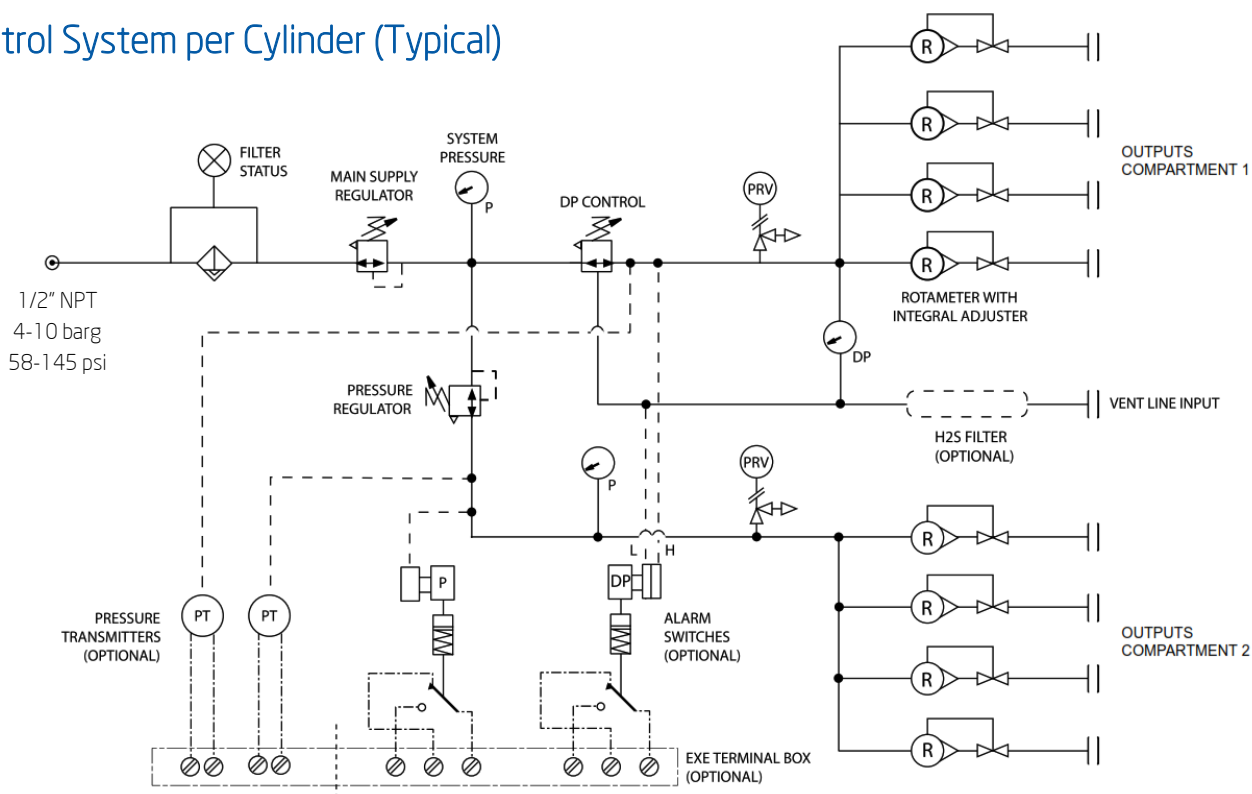 trol System per Cylinder (Typical)
FILTER
STATUS
MAIN SUPPLY
REGULATOR
SYSTEM
PRESSURE
P
DP CONTROL
PRV
R
R
R
R
OUTPUTS
COMPARTMENT 1
1/2” NPT
4-10 barg
58-145 psi
ROTAMETER WITH
INTEGRAL ADJUSTER
DP
PRESSURE
REGULATOR
VENT LINE INPUT
H2S FILTER
(OPTIONAL)
P
PRV
L
H
P
DP
PRESSURE
TRANSMITTERS
(OPTIONAL)
PT
PT
ALARM
SWITCHES
(OPTIONAL)
R
R
R
R
OUTPUTS
COMPARTMENT 2
EXE TERMINAL BOX
(OPTIONAL)